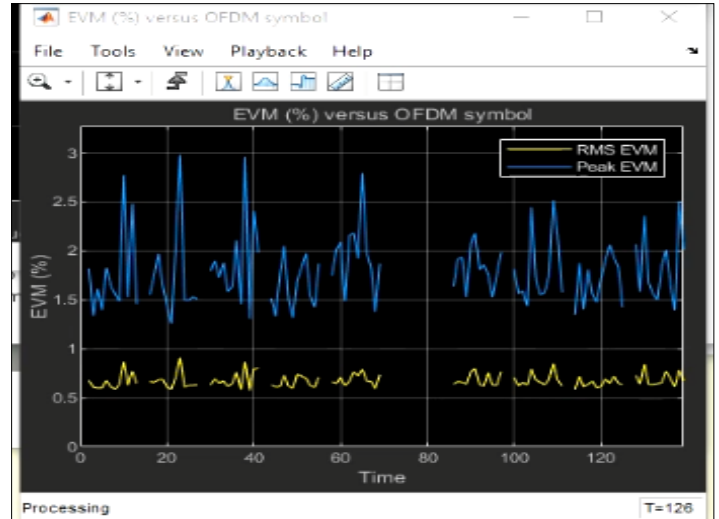 EVM (%) versus OFDM symbol
File Tools View Playback Help
EVM (%) versus OFDM symbol
RMS EVM
Peak EVM
3
2.5
2
1.5
1
0.5
0
EVM (%)
0 20 40 60 80 100 120
Time
Processing T=126